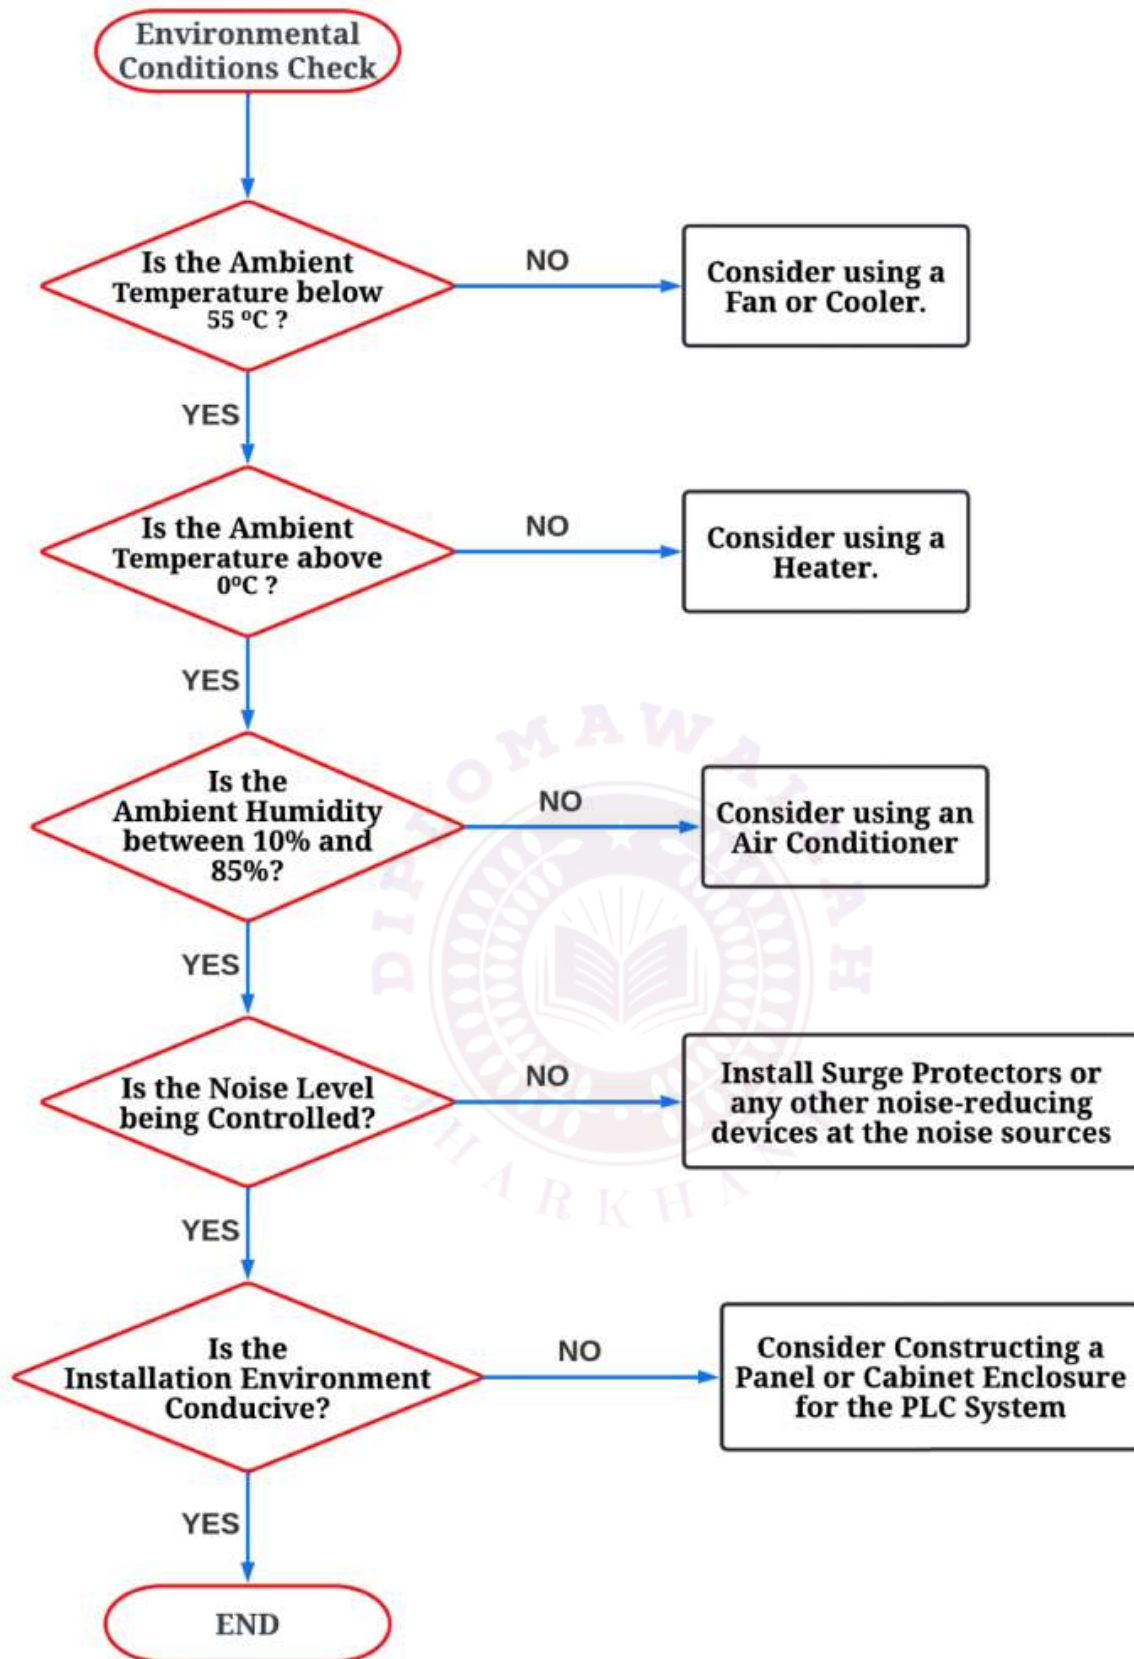 Environmental
Conditions Check
Is the Ambient
Temperature below
55 ºC ?
NO
Consider using a
Fan or Cooler.
YES
Is the Ambient
Temperature above
0ºC ?
NO
Consider using a
Heater.
YES
Is the
Ambient Humidity
between 10% and
85%?
NO
Consider using an
Air Conditioner
YES
Is the Noise Level
being Controlled?
NO
Install Surge Protectors or
any other noise-reducing
devices at the noise sources
YES
Is the
Installation Environment
Conducive?
NO
Consider Constructing a
Panel or Cabinet Enclosure
for the PLC System
YES
END
DIPLOMAWALLAH